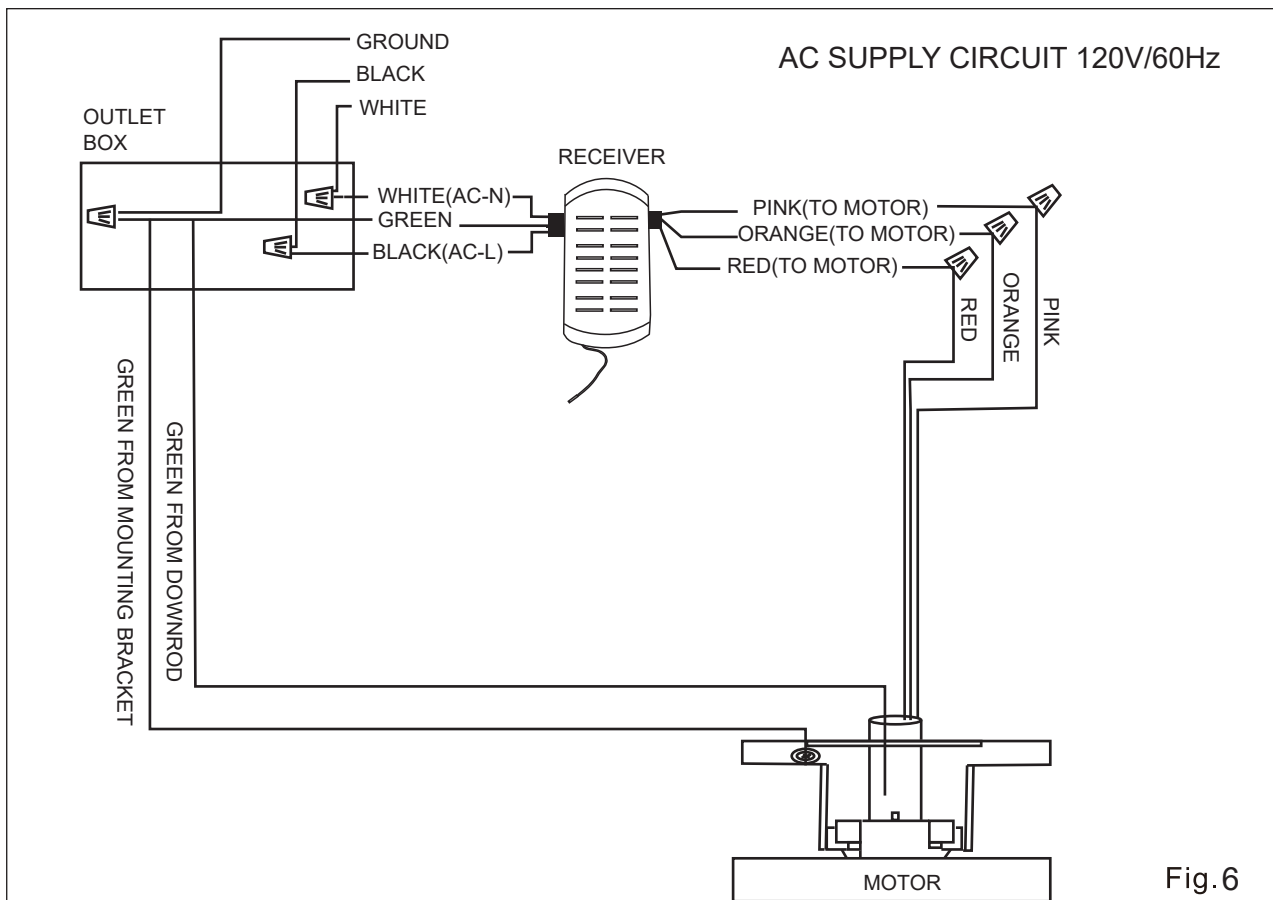 AC SUPPLY CIRCUIT 120V/60Hz
GROUND
BLACK
WHITE
OUTLET
BOX
RECEIVER
WHITE(AC-N)
GREEN
BLACK(AC-L)
PINK(TO MOTOR)
ORANGE(TO MOTOR)
RED(TO MOTOR)
RED
ORANGE
PINK
GREEN FROM MOUNTING BRACKET
GREEN FROM DOWNROD
MOTOR
Fig.6